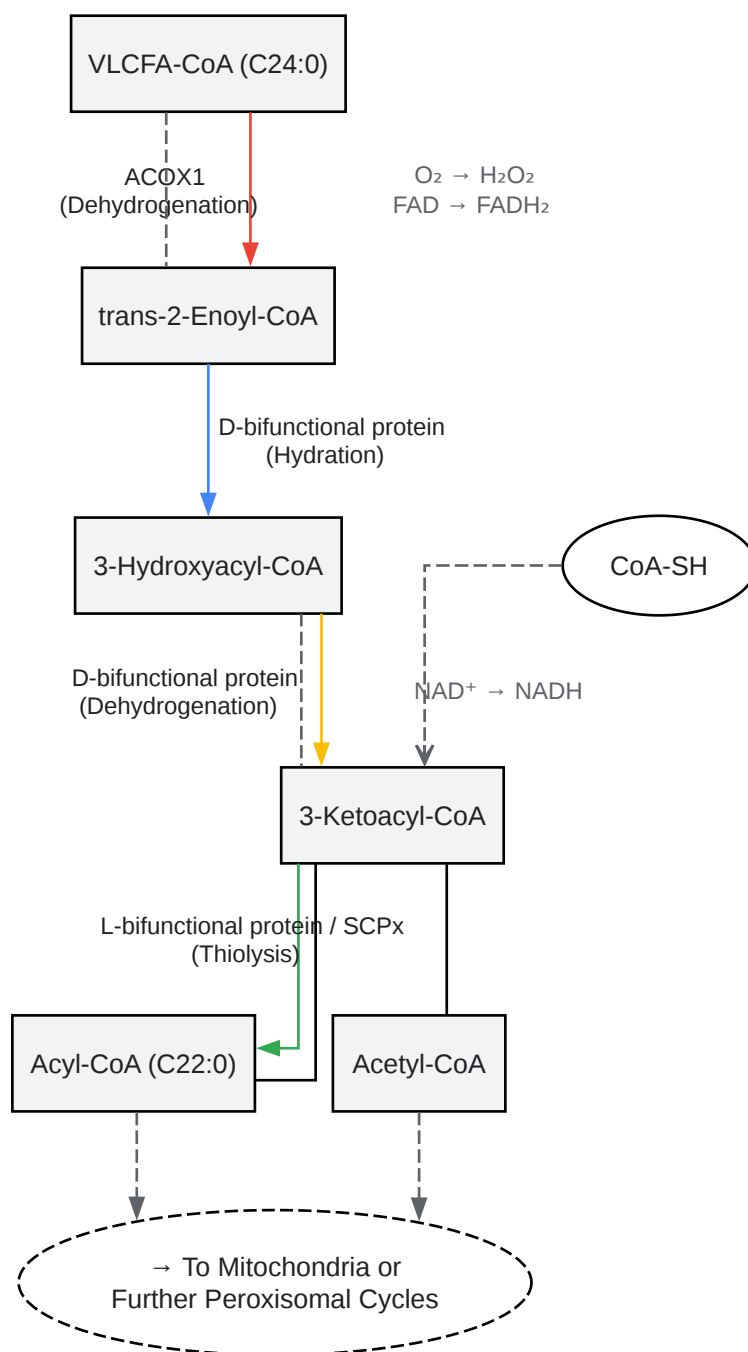 VLCFA-CoA (C24:0)
ACOX1
(Dehydrogenation)
O₂ → H₂O₂
FAD → FADH₂
trans-2-Enoyl-CoA
D-bifunctional protein
(Hydration)
3-Hydroxyacyl-CoA
CoA-SH
D-bifunctional protein
(Dehydrogenation)
NAD⁺ → NADH
3-Ketoacyl-CoA
L-bifunctional protein / SCPx
(Thiolysis)
Acyl-CoA (C22:0)
Acetyl-CoA
→ To Mitochondria or
Further Peroxisomal Cycles